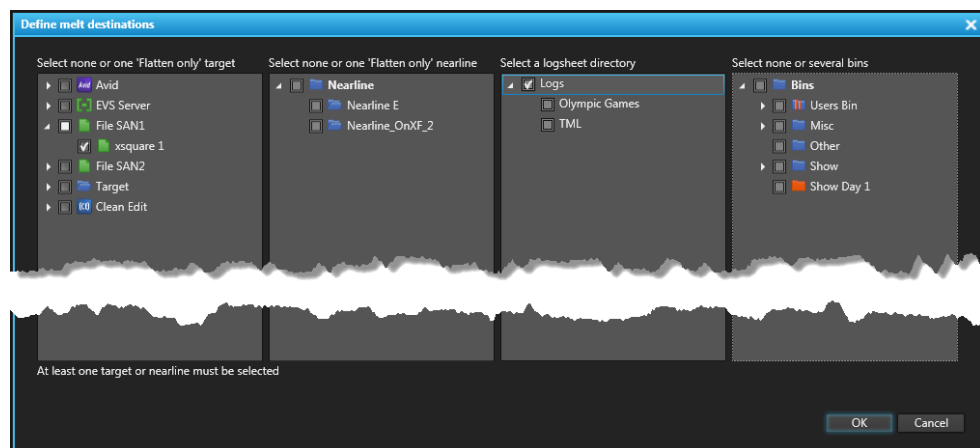 Define melt destinations
Select none or one 'Flatten only' target
Avid
EVS Server
File SAN1
xsquare 1
File SAN2
Target
Clean Edit
Select none or one 'Flatten only' nearline
Nearline
Nearline E
Nearline_OnXF_2
Select a logsheet directory
Logs
Olympic Games
TML
Select none or several bins
Bins
Users Bin
Misc
Other
Show
Show Day 1
At least one target or nearline must be selected
OK
Cancel